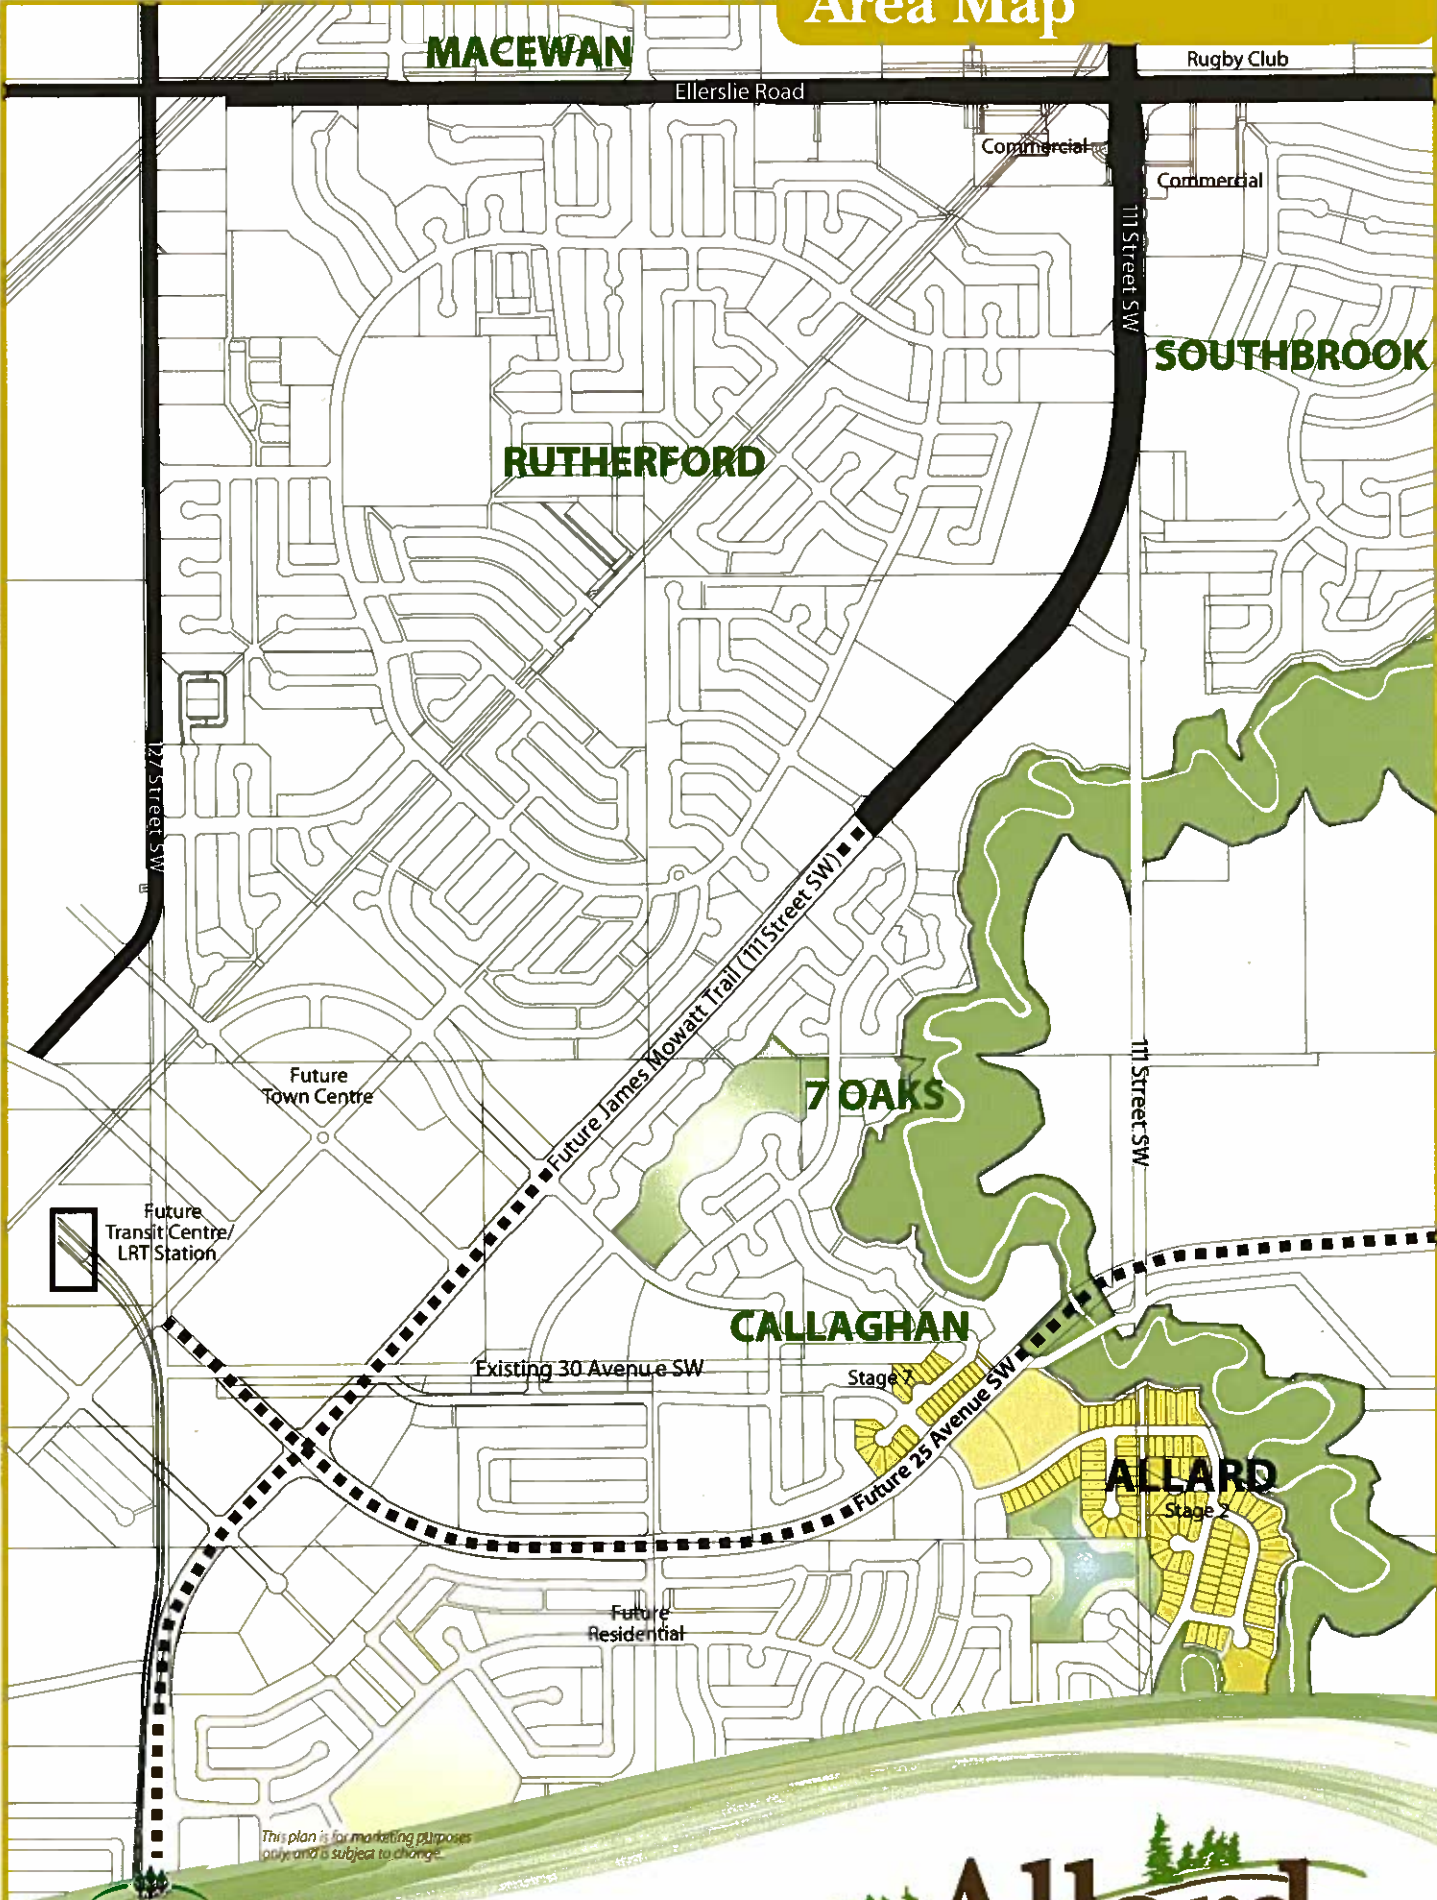 Area Map
MACEWAN
Rugby Club
Ellerslie Road
Commercial
Commercial
111 Street SW
SOUTHBROOK
RUTHERFORD
127 Street SW
Future James Mowatt Trail (111 Street SW)
Future
Town Centre
7 OAKS
111 Street SW
Future
Transit Centre/
LRT Station
CALLAGHAN
Existing 30 Avenue SW
Stage 7
Future 25 Avenue SW
ALLARD
Stage 2
Future
Residential
This plan is for marketing purposes
only and is subject to change.
Allard